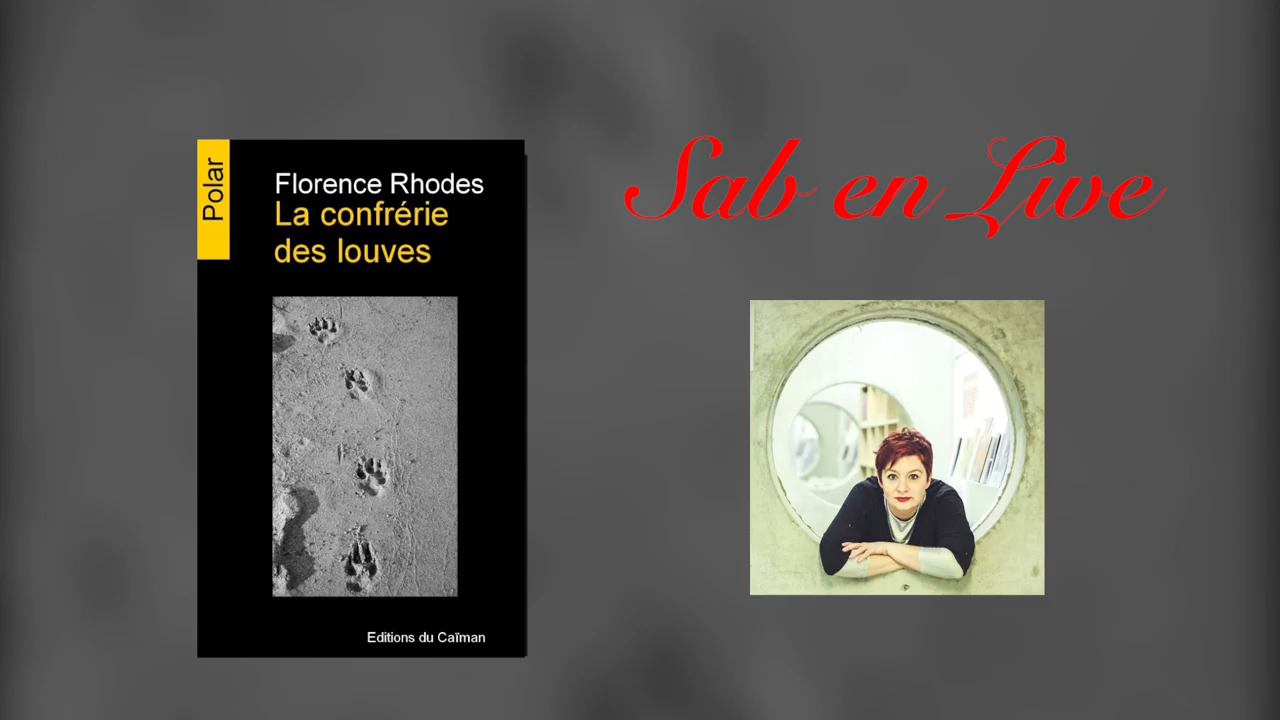 Polar
Florence Rhodes
La confrérie
des louves
Editions du Caïman
Sab en Live